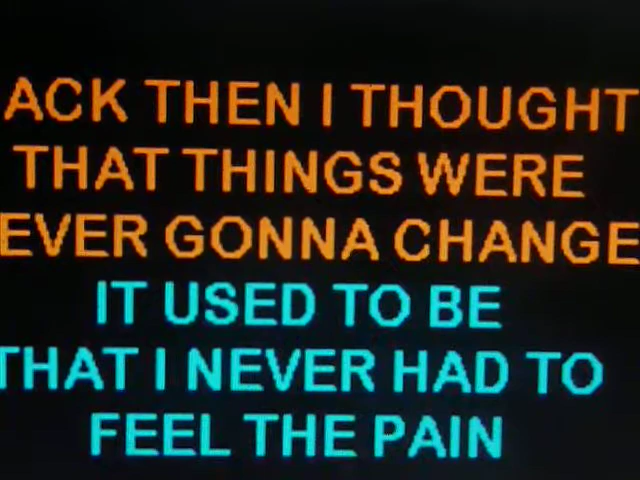 ACK THEN I THOUGHT
THAT THINGS WERE
EVER GONNA CHANGE
IT USED TO BE
THAT I NEVER HAD TO
FEEL THE PAIN